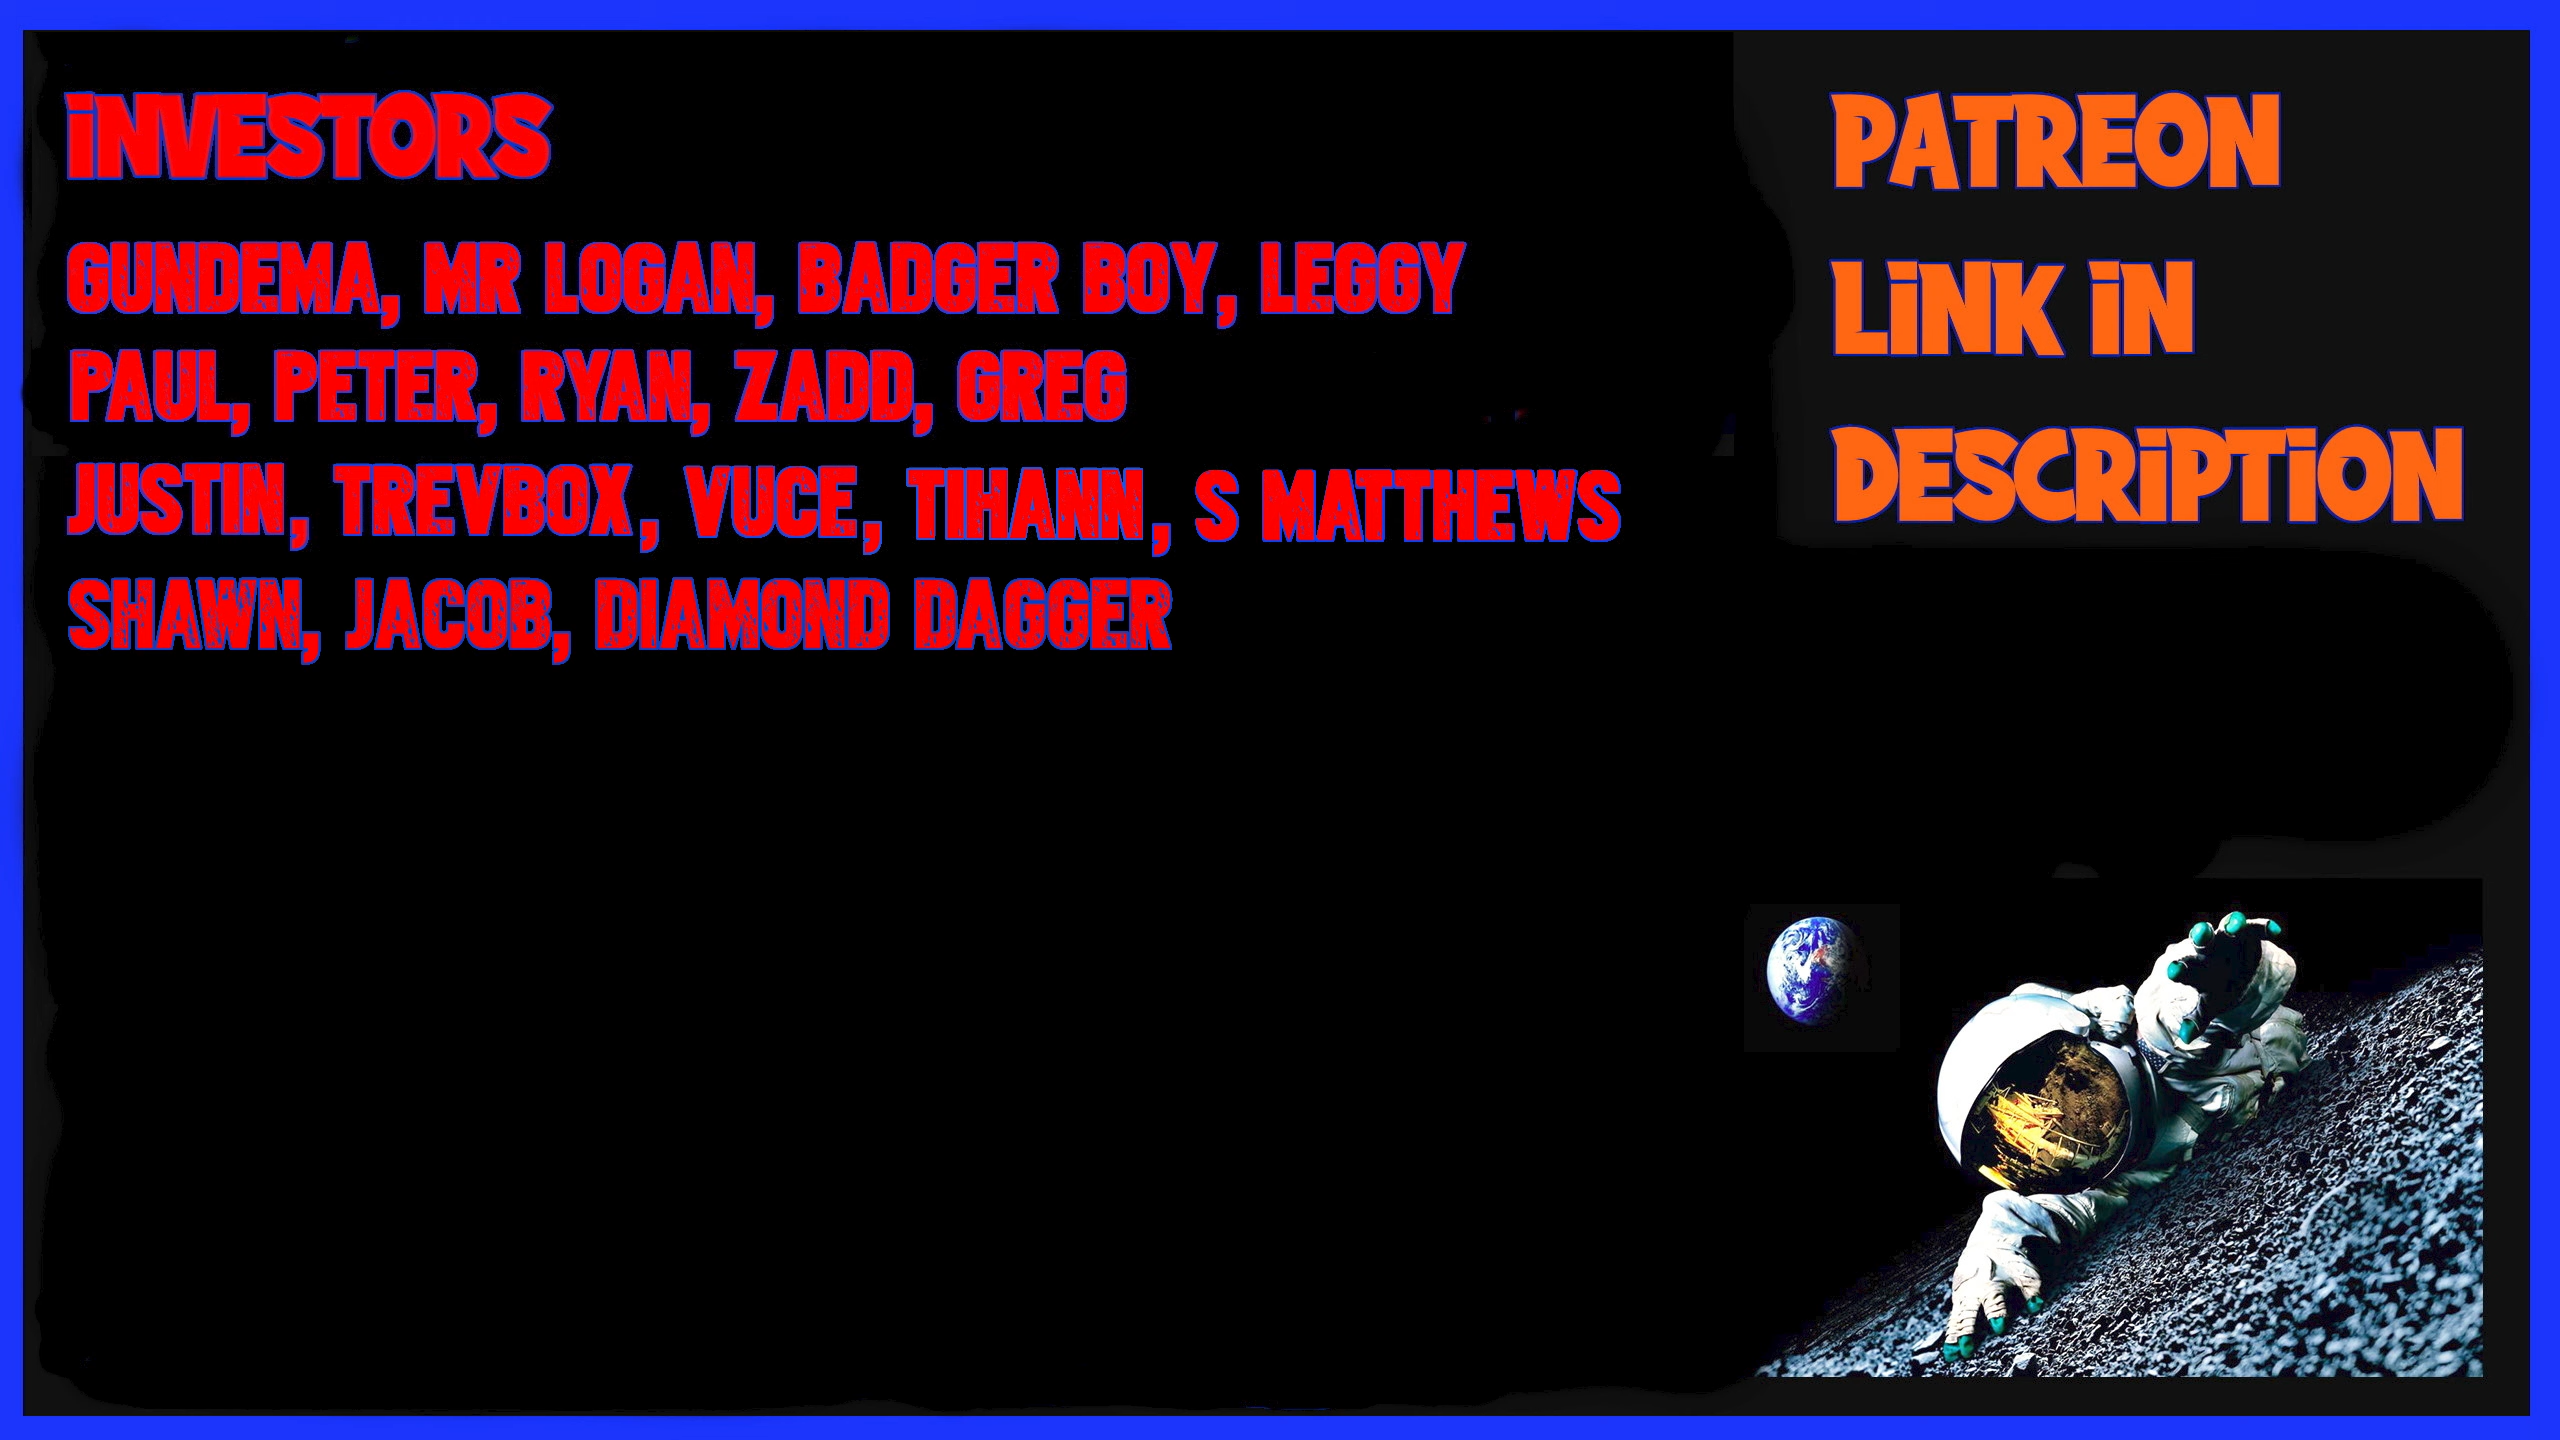 iNVESTORS
GUNDEMA, MR LOGAN, BADGER BOY, LEGGY
PAUL, PETER, RYAN, ZADD, GREG
JUSTIN, TREVBOX, VUCE, TIHANN, S MATTHEWS
SHAWN, JACOB, DIAMOND DAGGER
PATREON
LiNK iN
DESCRiPTiON